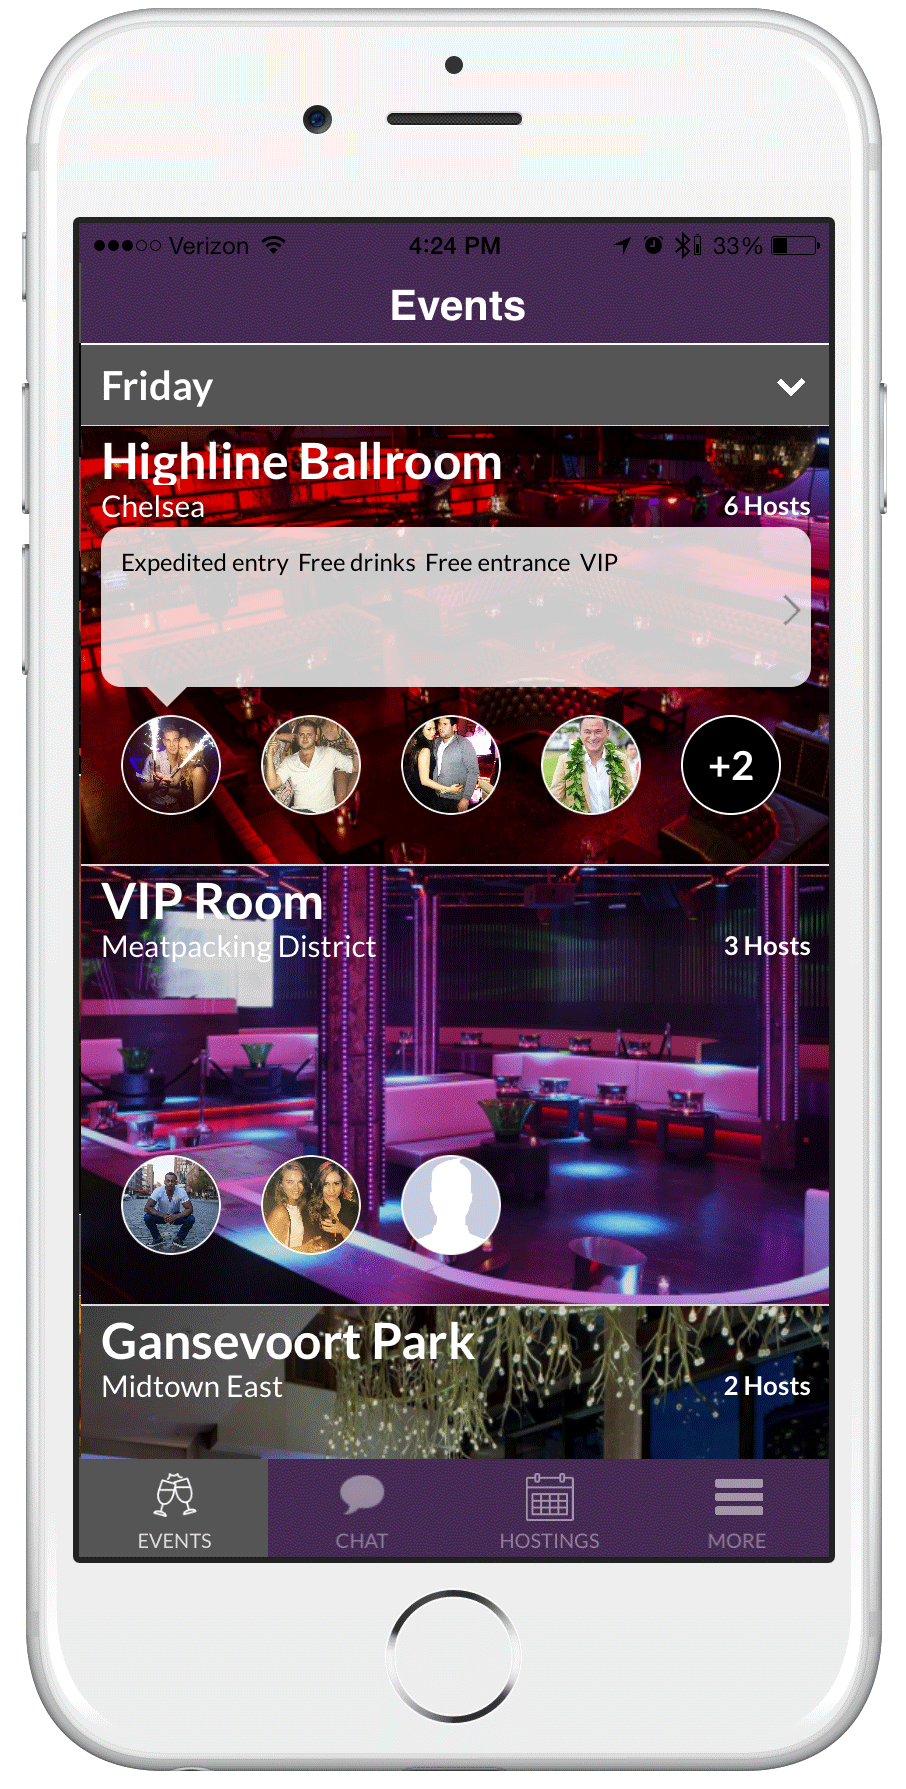 Verizon 4:24 PM 33%
Events
Friday
Highline Ballroom
Chelsea 6 Hosts
Expedited entry Free drinks Free entrance VIP
+2
VIP Room
Meatpacking District 3 Hosts
Gansevoort Park
Midtown East 2 Hosts
EVENTS CHAT HOSTINGS MORE